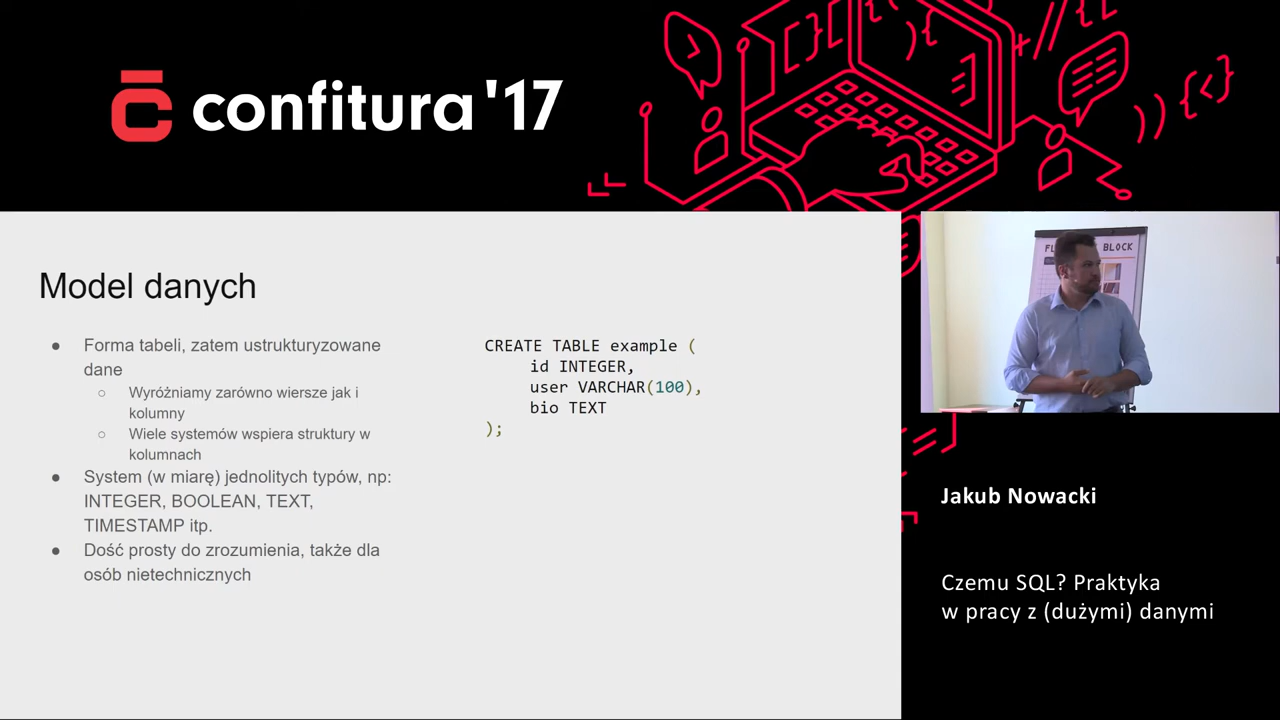 confitura '17
Model danych
● Forma tabeli, zatem ustrukturyzowane
dane
○ Wyróżniamy zarówno wiersze jak i
kolumny
○ Wiele systemów wspiera struktury w
kolumnach
● System (w miarę) jednolitych typów, np:
INTEGER, BOOLEAN, TEXT,
TIMESTAMP itp.
● Dość prosty do zrozumienia, także dla
osób nietechnicznych
CREATE TABLE example (
id INTEGER,
user VARCHAR(100),
bio TEXT
);
BLOCK
Jakub Nowacki
Czemu SQL? Praktyka
w pracy z (dużymi) danymi